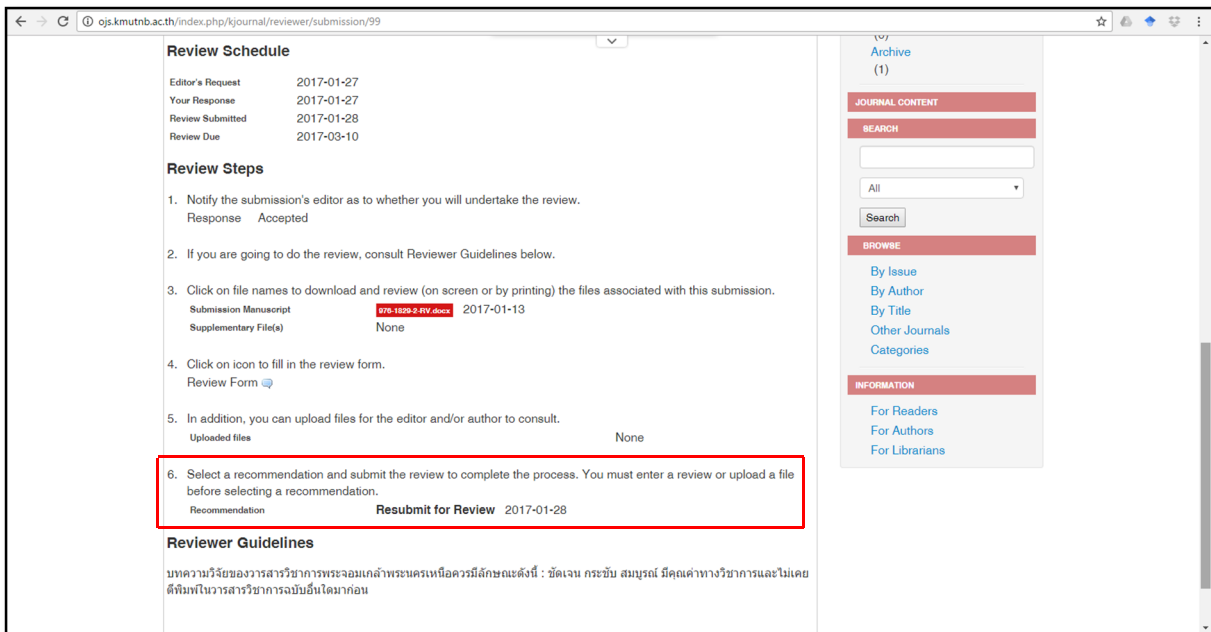 ojs.kmutnb.ac.th/index.php/kjournal/reviewer/submission/99
Review Schedule
Editor's Request 2017-01-27
Your Response 2017-01-27
Review Submitted 2017-01-28
Review Due 2017-03-10
Review Steps
1. Notify the submission's editor as to whether you will undertake the review.
Response Accepted
2. If you are going to do the review, consult Reviewer Guidelines below.
3. Click on file names to download and review (on screen or by printing) the files associated with this submission.
Submission Manuscript 976-1829-2-RV.docx 2017-01-13
Supplementary File(s) None
4. Click on icon to fill in the review form.
Review Form
5. In addition, you can upload files for the editor and/or author to consult.
Uploaded files None
6. Select a recommendation and submit the review to complete the process. You must enter a review or upload a file
before selecting a recommendation.
Recommendation Resubmit for Review 2017-01-28
Reviewer Guidelines
บทความวิจัยของวารสารวิชาการพระจอมเกล้าพระนครเหนือควรมีลักษณะดังนี้ : ชัดเจน กระชับ สมบูรณ์ มีคุณค่าทางวิชาการและไม่เคย
ตีพิมพ์ในวารสารวิชาการฉบับอื่นใดมาก่อน
Archive
(1)
JOURNAL CONTENT
SEARCH
All
Search
BROWSE
By Issue
By Author
By Title
Other Journals
Categories
INFORMATION
For Readers
For Authors
For Librarians